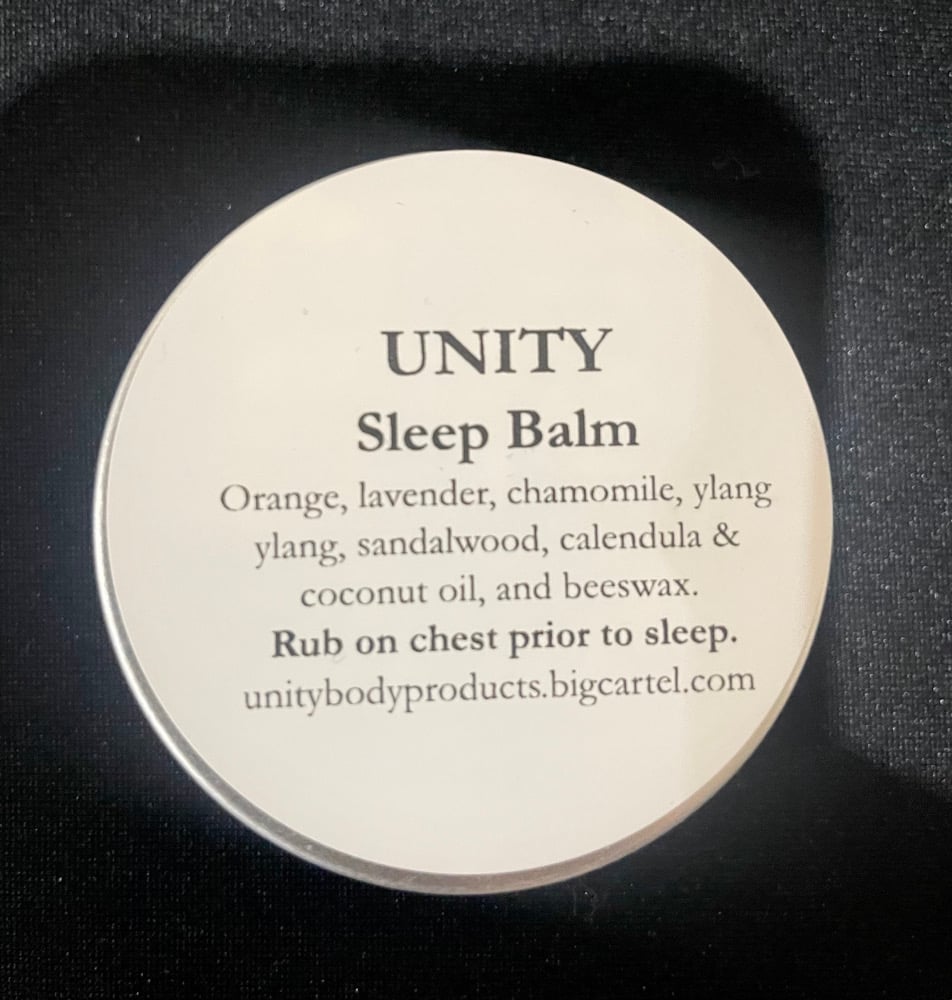 UNITY
Sleep Balm
Orange, lavender, chamomile, ylang
ylang, sandalwood, calendula &
coconut oil, and beeswax.
Rub on chest prior to sleep.
unitybodyproducts.bigcartel.com